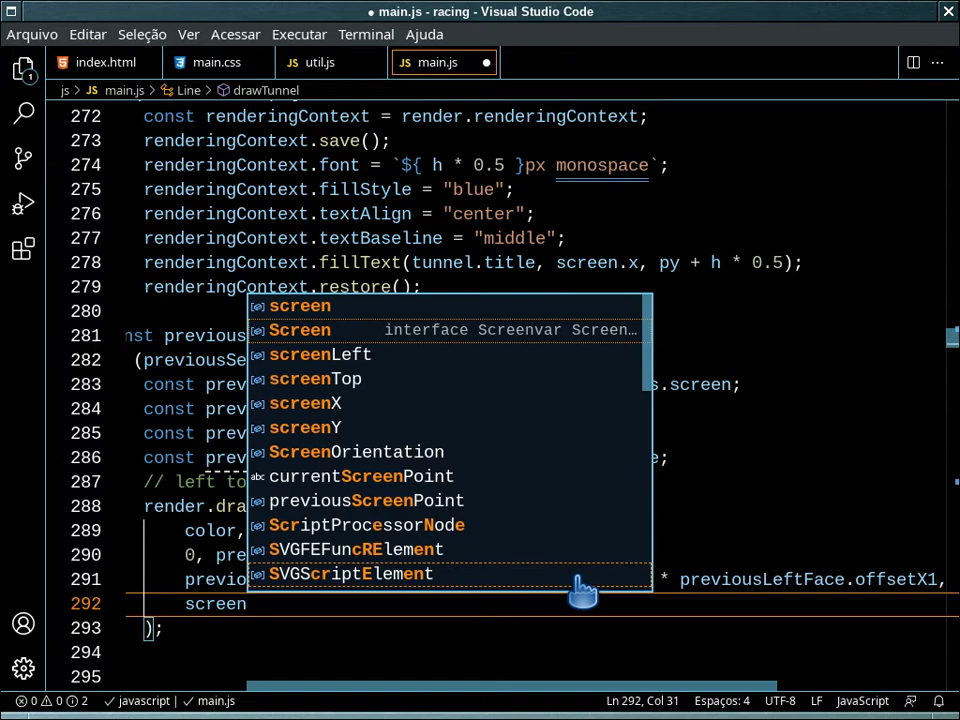 ● main.js - racing - Visual Studio Code
Arquivo Editar Seleção Ver Acessar Executar Terminal Ajuda
index.html main.css JS util.js JS main.js ●
js > JS main.js > Line > drawTunnel
272 const renderingContext = render.renderingContext;
273 renderingContext.save();
274 renderingContext.font = `${ h * 0.5 }px monospace`;
275 renderingContext.fillStyle = "blue";
276 renderingContext.textAlign = "center";
277 renderingContext.textBaseline = "middle";
278 renderingContext.fillText(tunnel.title, screen.x, py + h * 0.5);
279 renderingContext.restore();
280
screen
281 nst previous
Screen interface Screenvar Screen…
282 (previousSe
screenLeft
283 const prev s.screen;
screenTop
284 const prev
screenX
285 const prev
screenY
286 const prev e;
ScreenOrientation
287 // left to
currentScreenPoint
288 render.dra
previousScreenPoint
289 color,
ScriptProcessorNode
290 0, pre
SVGFEFuncRElement
291 previo * previousLeftFace.offsetX1,
SVGScriptElement
292 screen
293 );
294
295
1
0 0 2 javascript | main.js Ln 292, Col 31 Espaços: 4 UTF-8 LF JavaScript